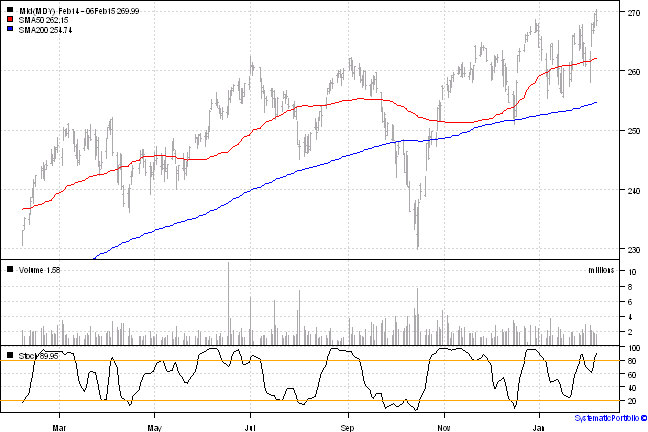 Mid(MDY) Feb14 - 06Feb15 269.99
SMA50 262.15
SMA200 254.74
270
260
250
240
230
Volume 1.58
millions
10
8
6
4
2
Stoch 89.95
100
80
60
40
20
Mar May Jul Sep Nov Jan
SystematicPortfolio ©